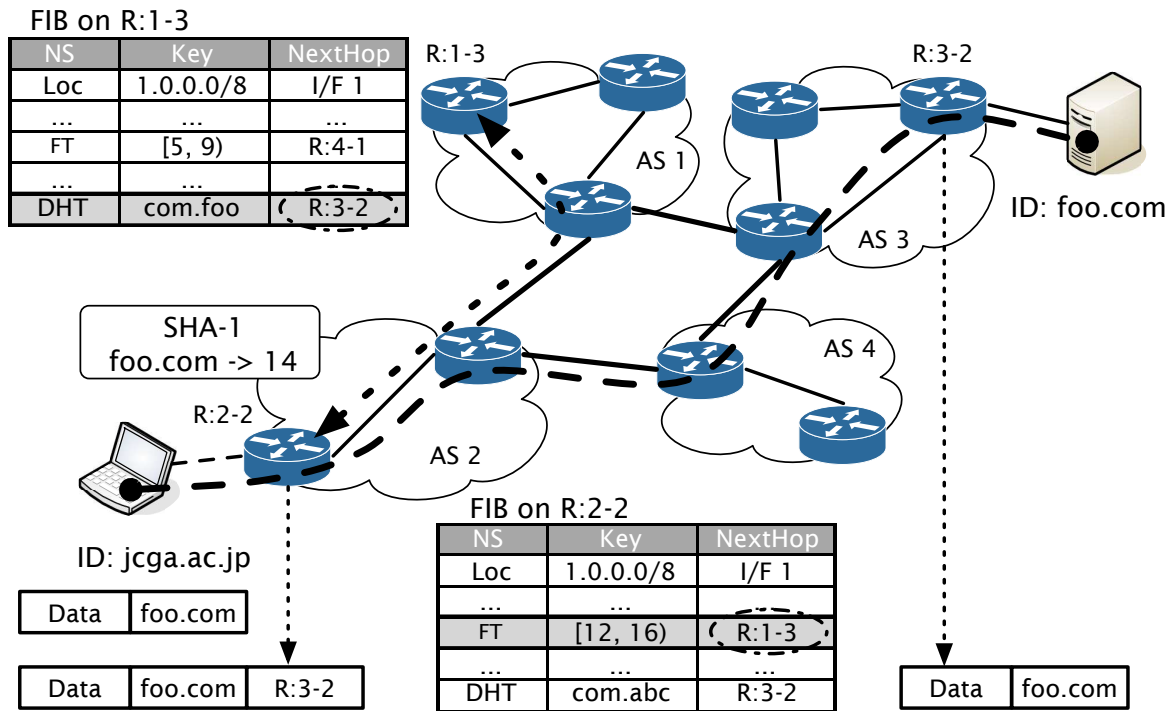 FIB on R:1-3
NS Key NextHop
Loc 1.0.0.0/8 I/F 1
... ... ...
FT [5, 9) R:4-1
... ...
DHT com.foo R:3-2
R:1-3
R:3-2
AS 1
AS 3
ID: foo.com
SHA-1
foo.com -> 14
AS 4
R:2-2
AS 2
ID: jcga.ac.jp
FIB on R:2-2
NS Key NextHop
Loc 1.0.0.0/8 I/F 1
... ... ...
FT [12, 16) R:1-3
... ... ...
DHT com.abc R:3-2
Data foo.com
Data foo.com R:3-2
Data foo.com